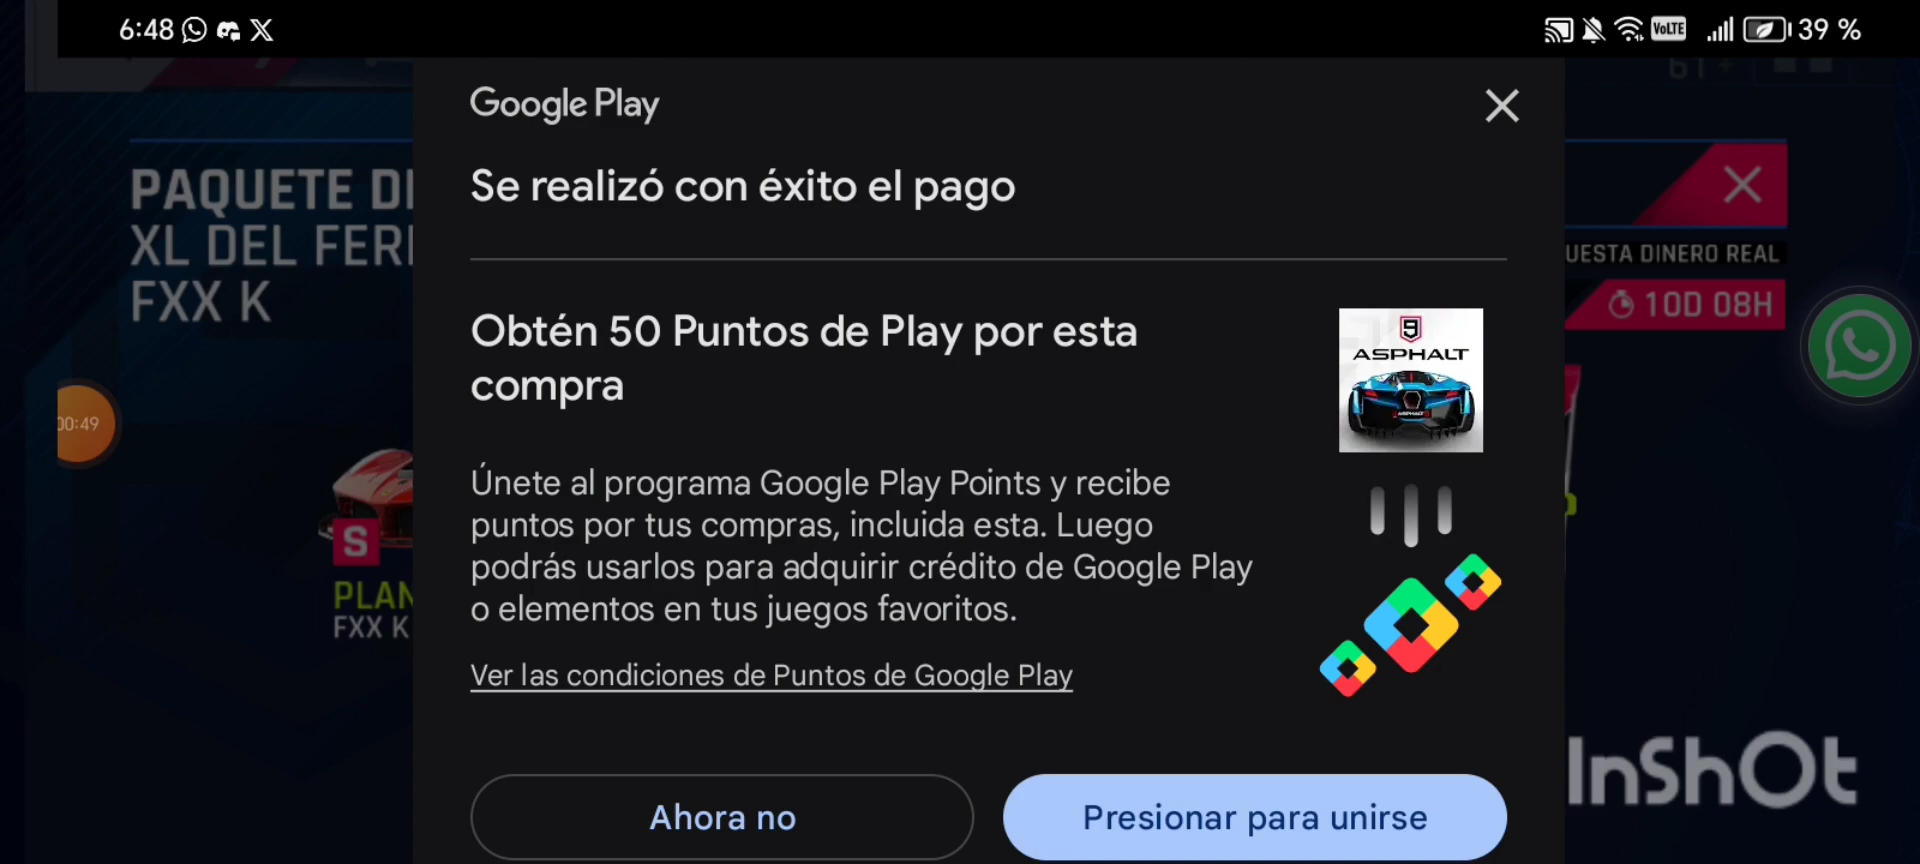 6:48
VoLTE
39 %
Google Play
Se realizó con éxito el pago
PAQUETE
XL DEL
FXX K
UESTA DINERO REAL
10D 08H
Obtén 50 Puntos de Play por esta
compra
9
ASPHALT
00:49
Únete al programa Google Play Points y recibe
puntos por tus compras, incluida esta. Luego
podrás usarlos para adquirir crédito de Google Play
o elementos en tus juegos favoritos.
S
PLAN
FXX K
Ver las condiciones de Puntos de Google Play
InShOt
Ahora no
Presionar para unirse